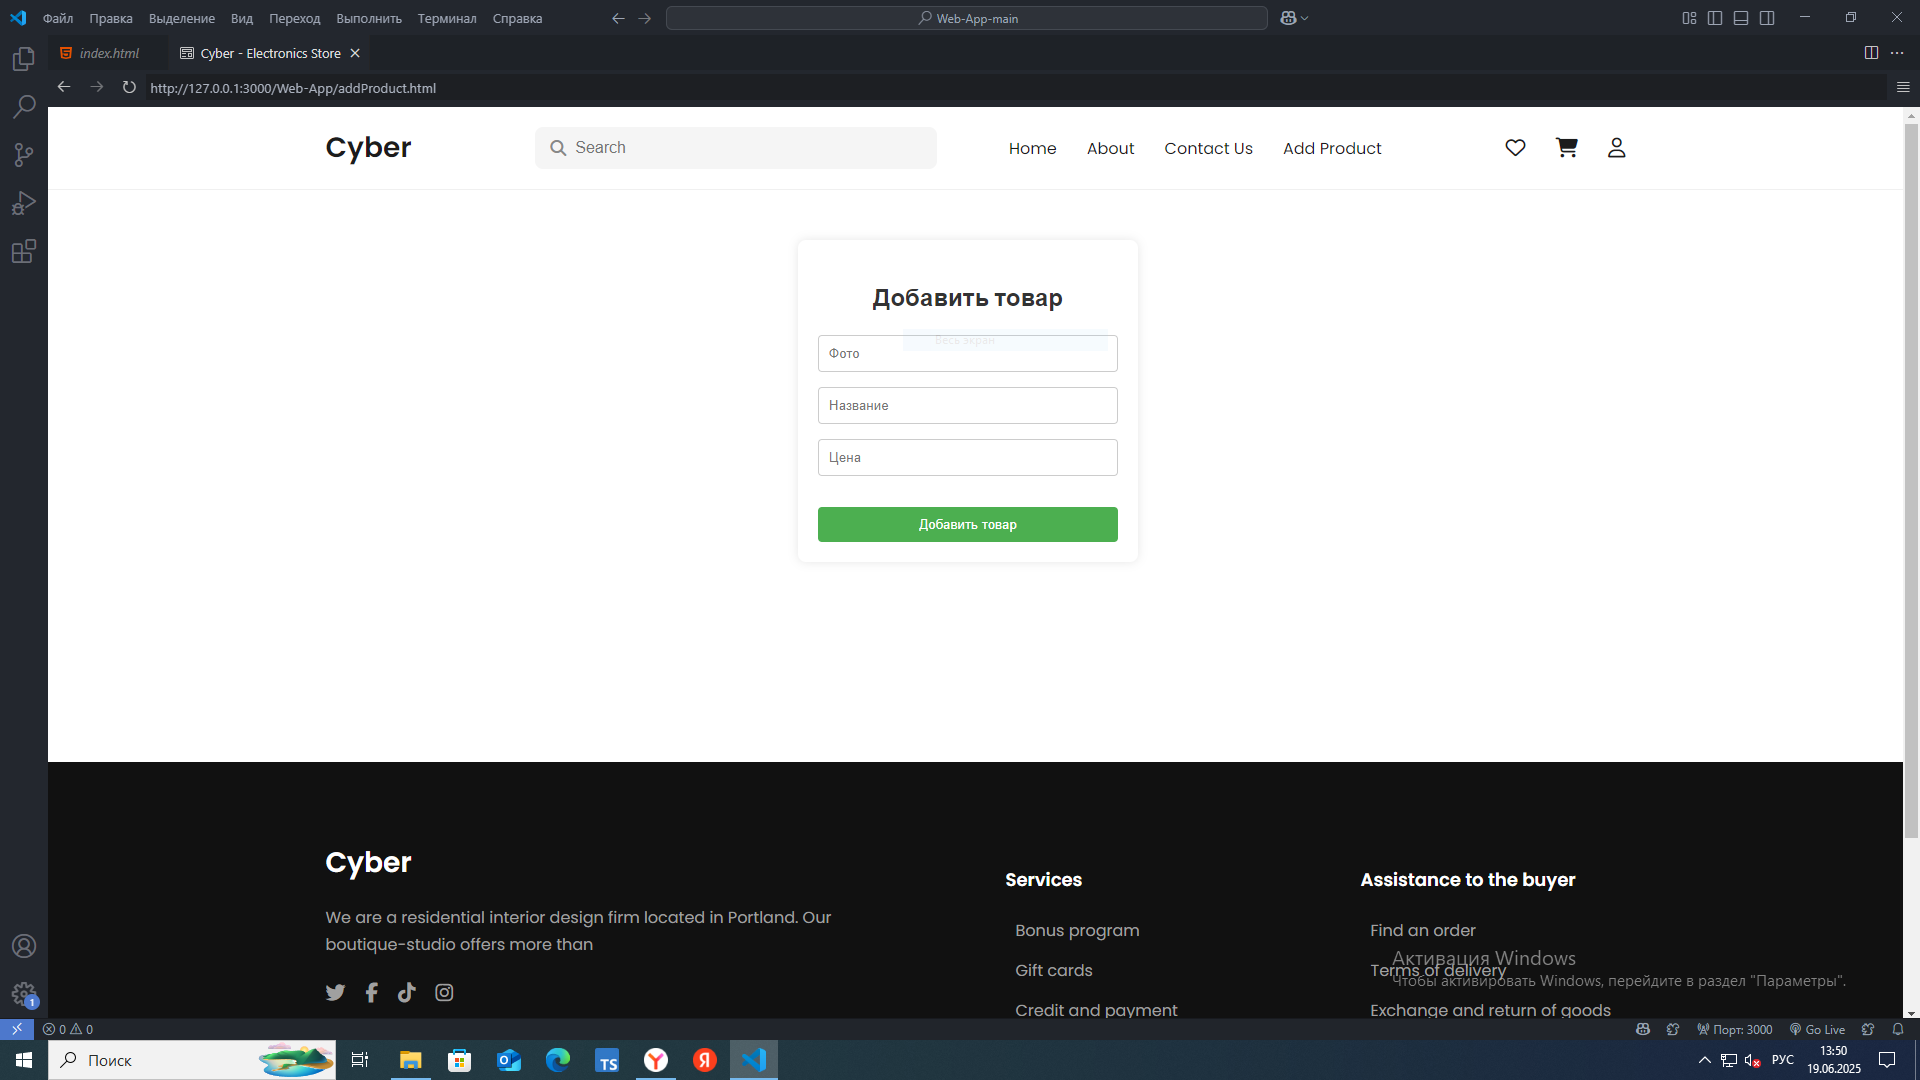 Файл Правка Выделение Вид Переход Выполнить Терминал Справка
Web-App-main
index.html
Cyber - Electronics Store
http://127.0.0.1:3000/Web-App/addProduct.html
Cyber
Search
Home About Contact Us Add Product
Добавить товар
Весь экран
Фото
Название
Цена
Добавить товар
Cyber
We are a residential interior design firm located in Portland. Our
boutique-studio offers more than
Services
Bonus program
Gift cards
Credit and payment
Assistance to the buyer
Find an order
Terms of delivery
Exchange and return of goods
Активация Windows
Чтобы активировать Windows, перейдите в раздел "Параметры".
1
0 0
Порт: 3000
Go Live
Поиск
TS
Я
РУС
13:50
19.06.2025